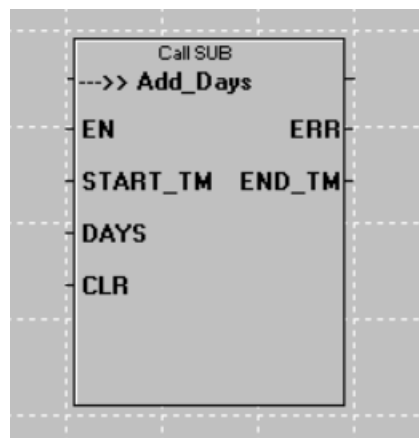 Call SUB
--->> Add_Days
EN ERR
START_TM END_TM
DAYS
CLR